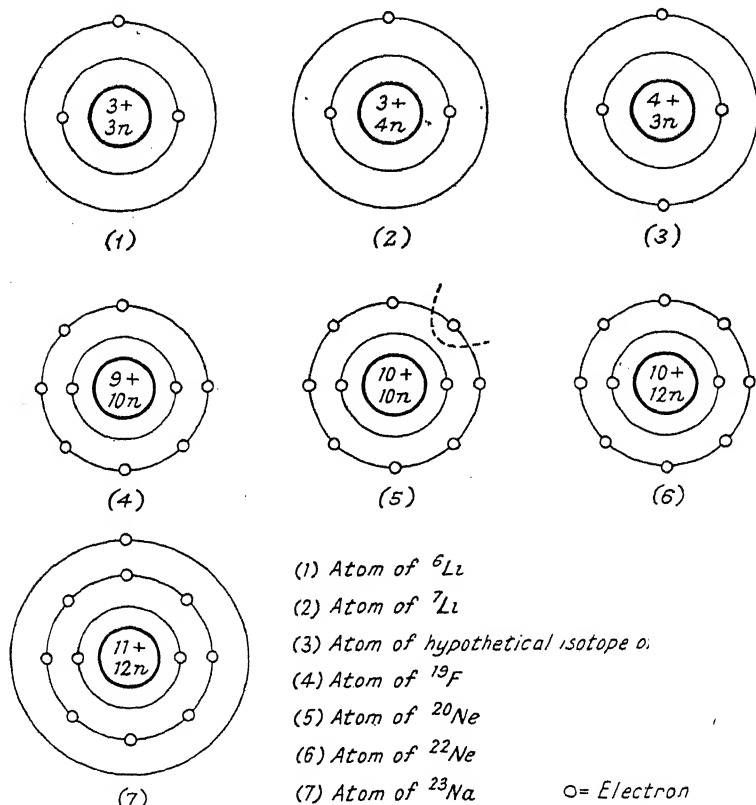 3+
3n
(1)
3+
4n
(2)
4+
3n
(3)
9+
10n
(4)
10+
10n
(5)
10+
12n
(6)
11+
12n
(7)
(1) Atom of ⁶Li
(2) Atom of ⁷Li
(3) Atom of hypothetical isotope
(4) Atom of ¹⁹F
(5) Atom of ²⁰Ne
(6) Atom of ²²Ne
(7) Atom of ²³Na
O= Electron